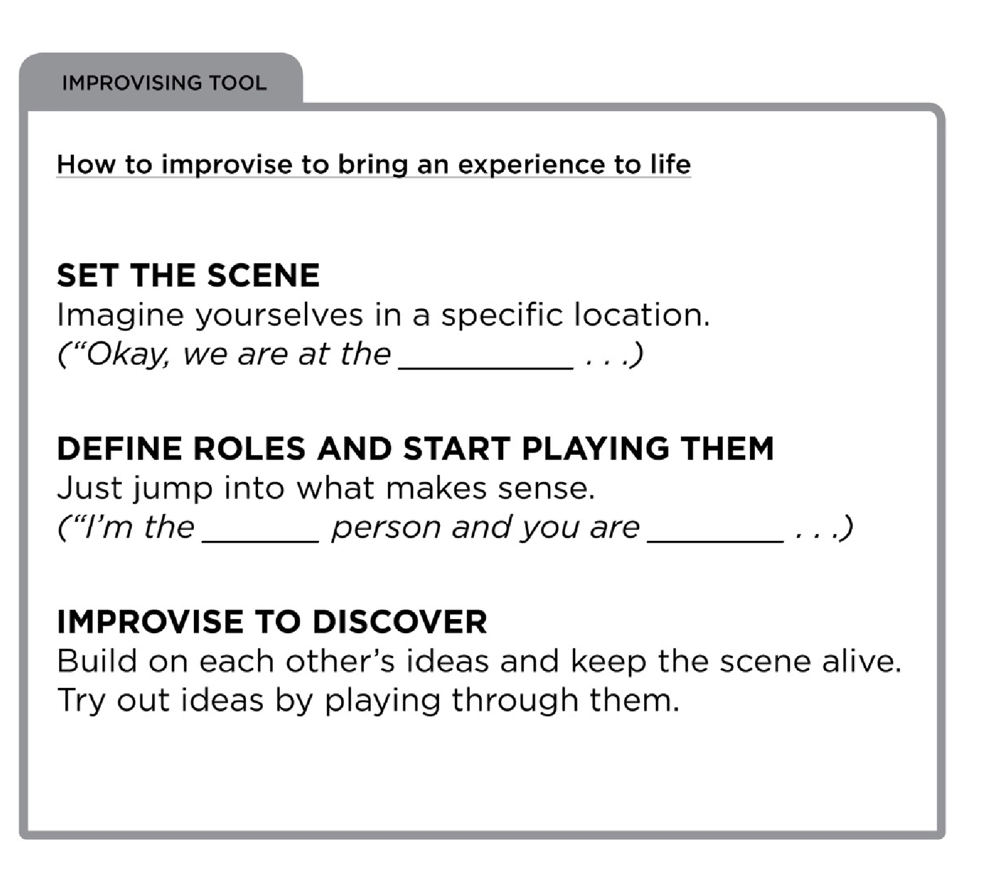 IMPROVISING TOOL
How to improvise to bring an experience to life
SET THE SCENE
Imagine yourselves in a specific location.
(“Okay, we are at the __________ . . .)
DEFINE ROLES AND START PLAYING THEM
Just jump into what makes sense.
(“I’m the _______ person and you are ________ . . .)
IMPROVISE TO DISCOVER
Build on each other’s ideas and keep the scene alive.
Try out ideas by playing through them.